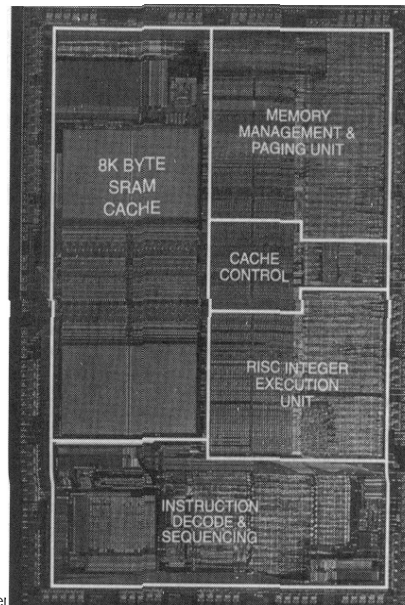 8K BYTE
SRAM
CACHE
MEMORY
MANAGEMENT &
PAGING UNIT
CACHE
CONTROL
RISC INTEGER
EXECUTION
UNIT
INSTRUCTION
DECODE &
SEQUENCING